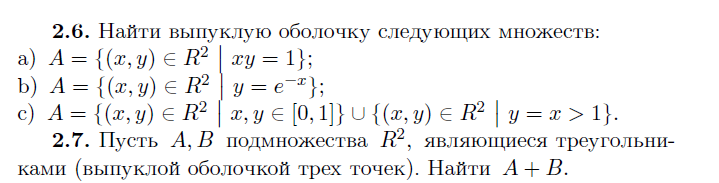 2.6. Найти выпуклую оболочку следующих множеств:
a) A = {(x, y) ∈ R² | xy = 1};
b) A = {(x, y) ∈ R² | y = e⁻ˣ};
c) A = {(x, y) ∈ R² | x, y ∈ [0, 1]} ∪ {(x, y) ∈ R² | y = x > 1}.
2.7. Пусть A, B подмножества R², являющиеся треугольни-
ками (выпуклой оболочкой трех точек). Найти A + B.